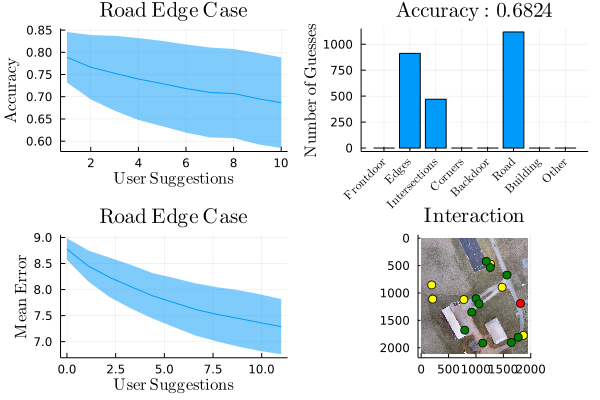 Road Edge Case
Accuracy
0.85
0.80
0.75
0.70
0.65
0.60
2 4 6 8 10
User Suggestions
Accuracy : 0.6824
Number of Guesses
1000
750
500
250
0
Frontdoor Edges Intersections Corners Backdoor Road Building Other
Road Edge Case
Mean Error
9.0
8.5
8.0
7.5
7.0
0.0 2.5 5.0 7.5 10.0
User Suggestions
Interaction
0
500
1000
1500
2000
0 500 1000 1500 2000